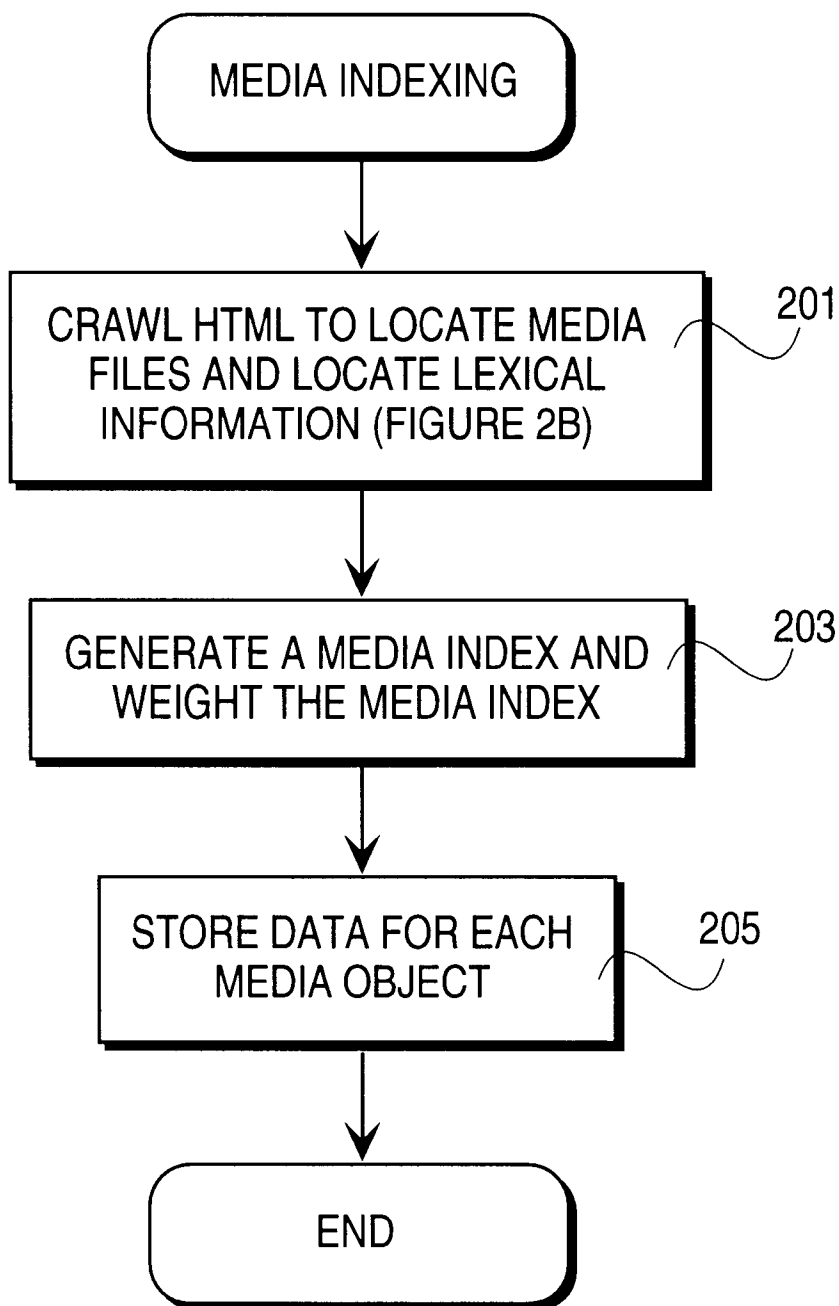 MEDIA INDEXING
CRAWL HTML TO LOCATE MEDIA
FILES AND LOCATE LEXICAL
INFORMATION (FIGURE 2B)
201
GENERATE A MEDIA INDEX AND
WEIGHT THE MEDIA INDEX
203
STORE DATA FOR EACH
MEDIA OBJECT
205
END